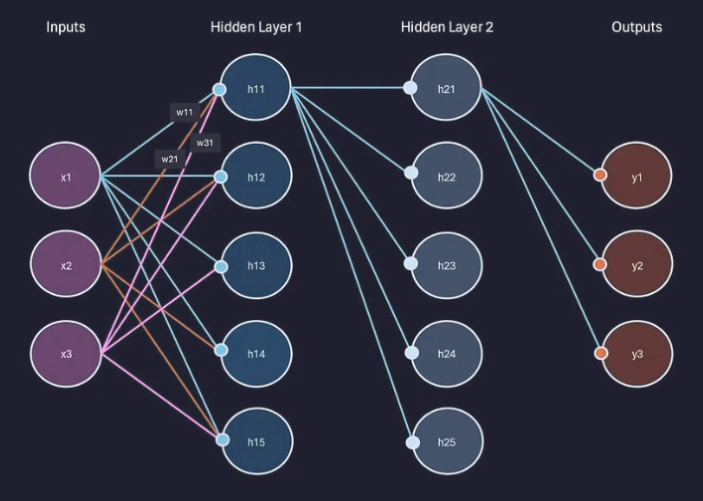 Inputs
Hidden Layer 1
Hidden Layer 2
Outputs
h11
h21
w11
w31
w21
x1
h12
h22
y1
x2
h13
h23
y2
x3
h14
h24
y3
h15
h25